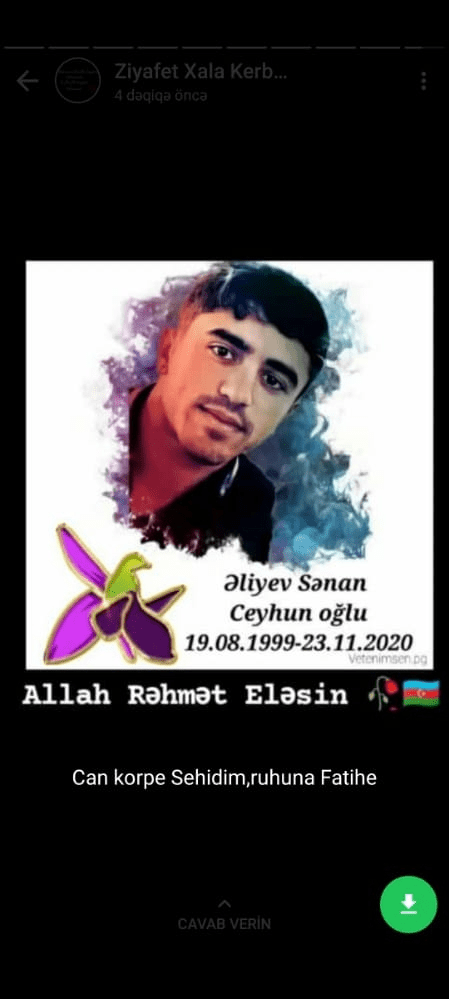 Ziyafet Xala Kerb...
4 dəqiqə öncə
Əliyev Sənan
Ceyhun oğlu
19.08.1999-23.11.2020
Vetenimsen.pg
Allah Rəhmət Eləsin 🥀🇦🇿
Can korpe Sehidim,ruhuna Fatihe
CAVAB VERİN